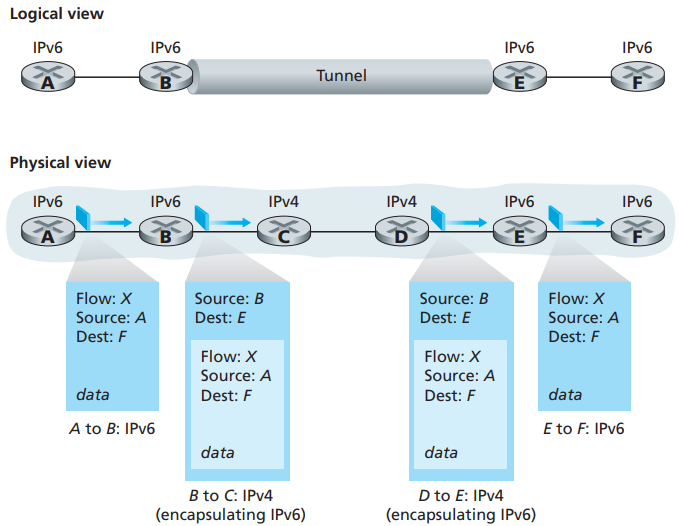 Logical view
IPv6
IPv6
IPv6
IPv6
A
B
Tunnel
E
F
Physical view
IPv6
IPv6
IPv4
IPv4
IPv6
IPv6
A
B
C
D
E
F
Flow: X
Source: A
Dest: F
data
A to B: IPv6
Source: B
Dest: E
Flow: X
Source: A
Dest: F
data
B to C: IPv4
(encapsulating IPv6)
Source: B
Dest: E
Flow: X
Source: A
Dest: F
data
D to E: IPv4
(encapsulating IPv6)
Flow: X
Source: A
Dest: F
data
E to F: IPv6